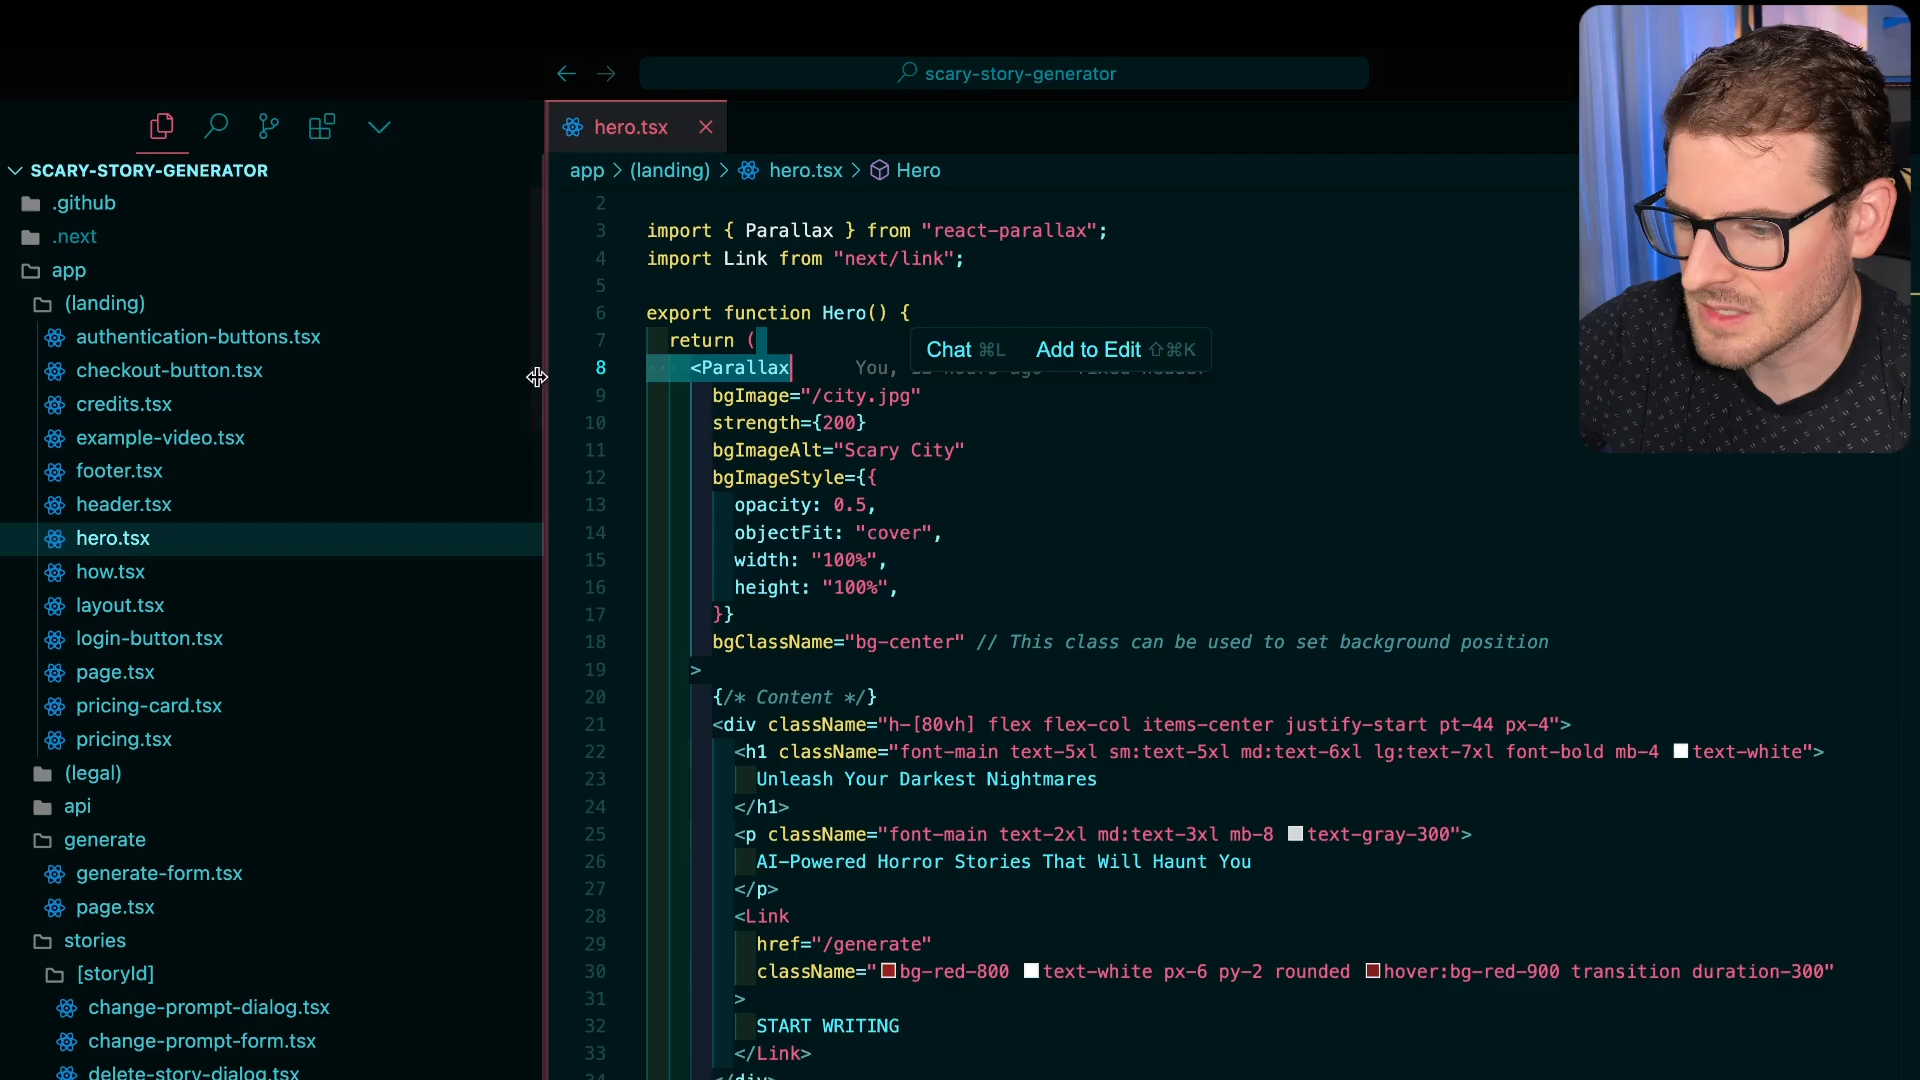 scary-story-generator
hero.tsx
SCARY-STORY-GENERATOR
.github
.next
app
(landing)
authentication-buttons.tsx
checkout-button.tsx
credits.tsx
example-video.tsx
footer.tsx
header.tsx
hero.tsx
how.tsx
layout.tsx
login-button.tsx
page.tsx
pricing-card.tsx
pricing.tsx
(legal)
api
generate
generate-form.tsx
page.tsx
stories
[storyId]
change-prompt-dialog.tsx
change-prompt-form.tsx
delete-story-dialog.tsx
app > (landing) > hero.tsx > Hero
2
3 import { Parallax } from "react-parallax";
4 import Link from "next/link";
5
6 export function Hero() {
7 return (
Chat ⌘L Add to Edit ⇧⌘K
8 <Parallax You,
9 bgImage="/city.jpg"
10 strength={200}
11 bgImageAlt="Scary City"
12 bgImageStyle={{
13 opacity: 0.5,
14 objectFit: "cover",
15 width: "100%",
16 height: "100%",
17 }}
18 bgClassName="bg-center" // This class can be used to set background position
19 >
20 {/* Content */}
21 <div className="h-[80vh] flex flex-col items-center justify-start pt-44 px-4">
22 <h1 className="font-main text-5xl sm:text-5xl md:text-6xl lg:text-7xl font-bold mb-4 text-white">
23 Unleash Your Darkest Nightmares
24 </h1>
25 <p className="font-main text-2xl md:text-3xl mb-8 text-gray-300">
26 AI-Powered Horror Stories That Will Haunt You
27 </p>
28 <Link
29 href="/generate"
30 className="bg-red-800 text-white px-6 py-2 rounded hover:bg-red-900 transition duration-300"
31 >
32 START WRITING
33 </Link>
34 </div>